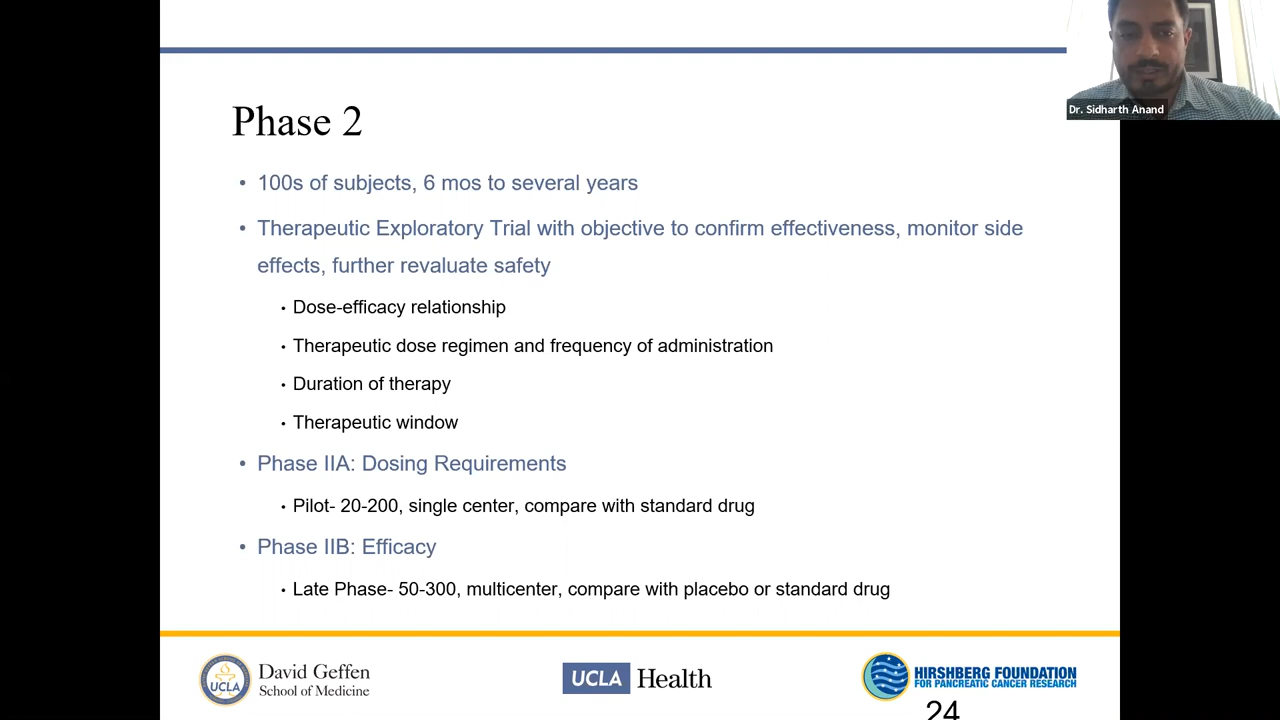 Dr. Sidharth Anand
Phase 2
• 100s of subjects, 6 mos to several years
• Therapeutic Exploratory Trial with objective to confirm effectiveness, monitor side
effects, further revaluate safety
• Dose-efficacy relationship
• Therapeutic dose regimen and frequency of administration
• Duration of therapy
• Therapeutic window
• Phase IIA: Dosing Requirements
• Pilot- 20-200, single center, compare with standard drug
• Phase IIB: Efficacy
• Late Phase- 50-300, multicenter, compare with placebo or standard drug
UCLA
David Geffen
School of Medicine
UCLA Health
HIRSHBERG FOUNDATION
FOR PANCREATIC CANCER RESEARCH
24